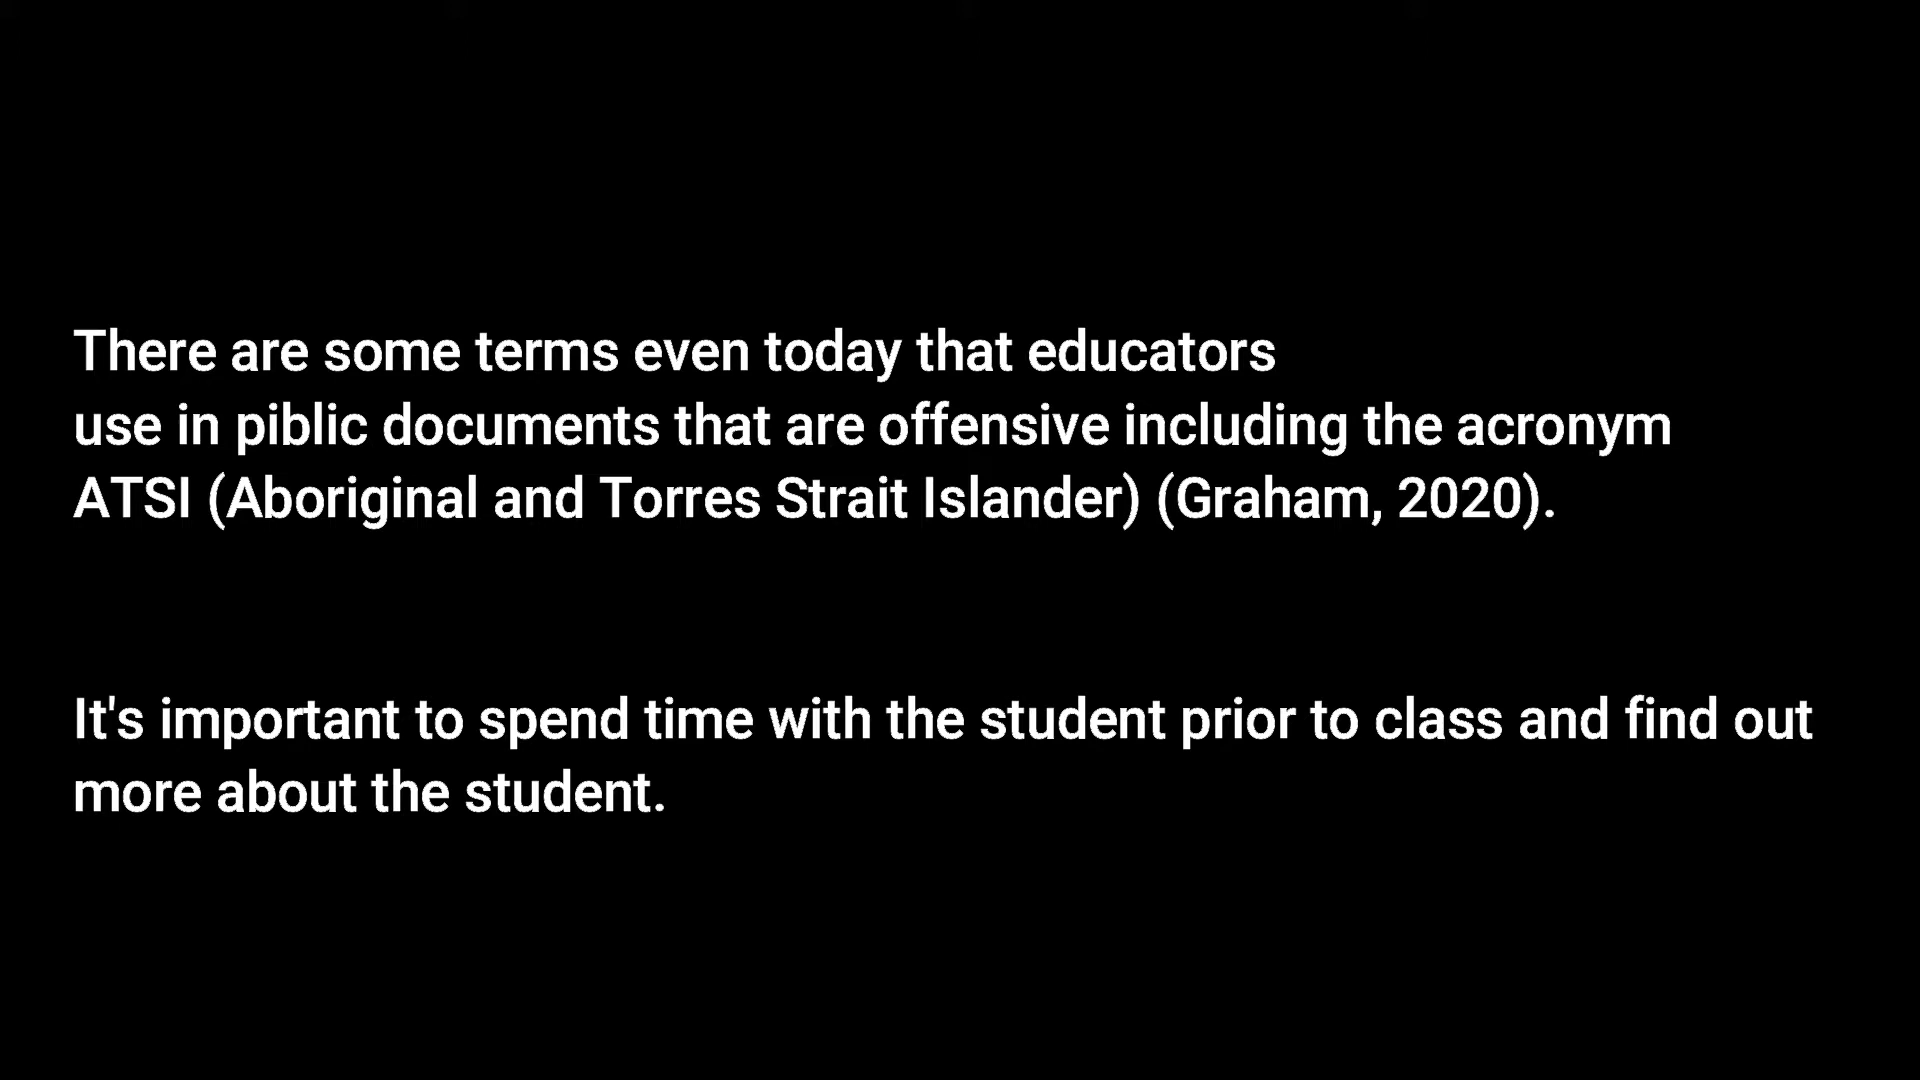 There are some terms even today that educators
use in piblic documents that are offensive including the acronym
ATSI (Aboriginal and Torres Strait Islander) (Graham, 2020).
It's important to spend time with the student prior to class and find out
more about the student.